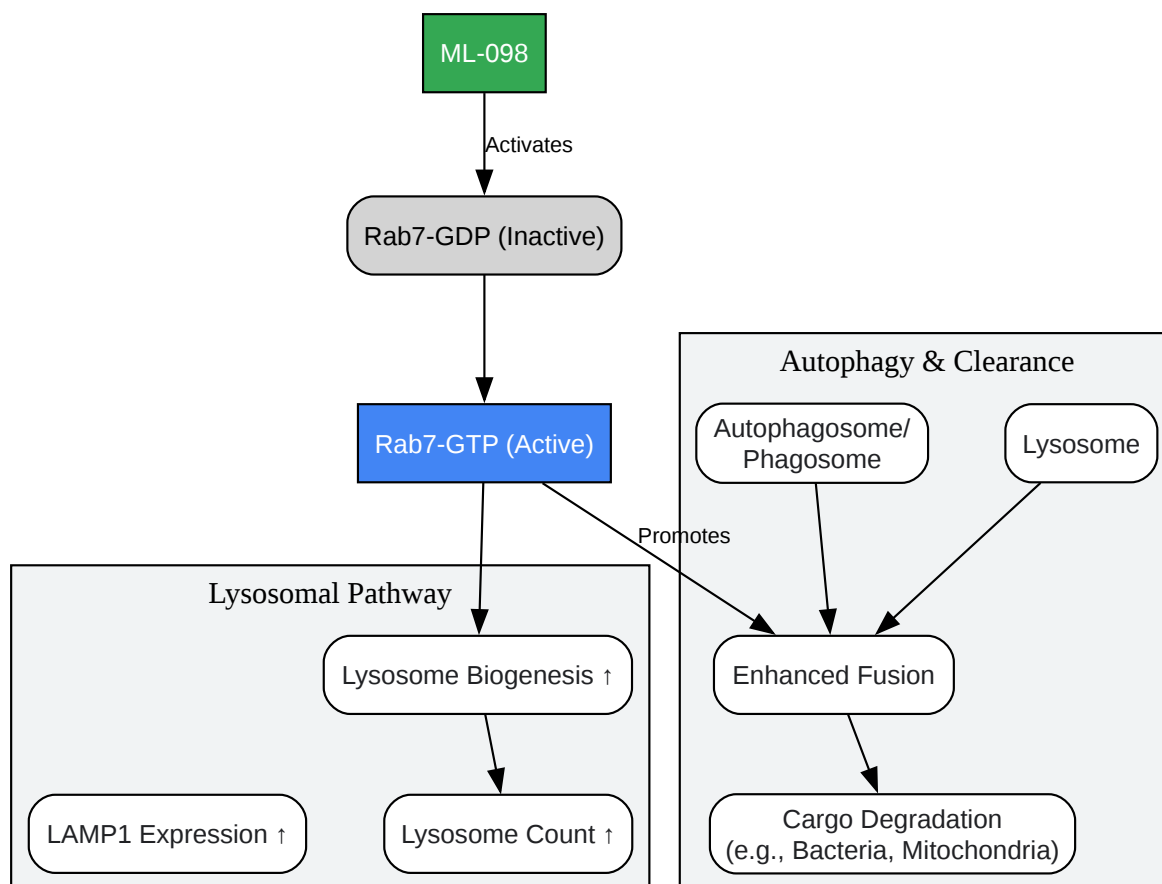 ML-098
Activates
Rab7-GDP (Inactive)
Rab7-GTP (Active)
Autophagy & Clearance
Autophagosome/
Phagosome
Lysosome
Promotes
Lysosomal Pathway
Lysosome Biogenesis ↑
Enhanced Fusion
LAMP1 Expression ↑
Lysosome Count ↑
Cargo Degradation
(e.g., Bacteria, Mitochondria)